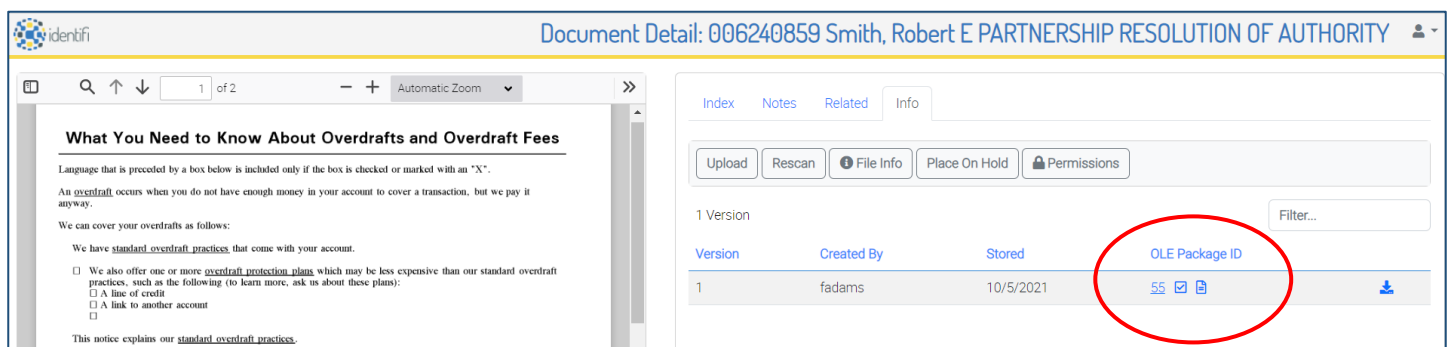 identifi
Document Detail: 006240859 Smith, Robert E PARTNERSHIP RESOLUTION OF AUTHORITY
1 of 2 Automatic Zoom
What You Need to Know About Overdrafts and Overdraft Fees
Language that is preceded by a box below is included only if the box is checked or marked with an "X".
An overdraft occurs when you do not have enough money in your account to cover a transaction, but we pay it
anyway.
We can cover your overdrafts as follows:
We have standard overdraft practices that come with your account.
☐ We also offer one or more overdraft protection plans which may be less expensive than our standard overdraft
practices, such as the following (to learn more, ask us about these plans):
☐ A line of credit
☐ A link to another account
☐
This notice explains our standard overdraft practices.
Index Notes Related Info
Upload Rescan File Info Place On Hold Permissions
1 Version Filter...
Version Created By Stored OLE Package ID
1 fadams 10/5/2021 55